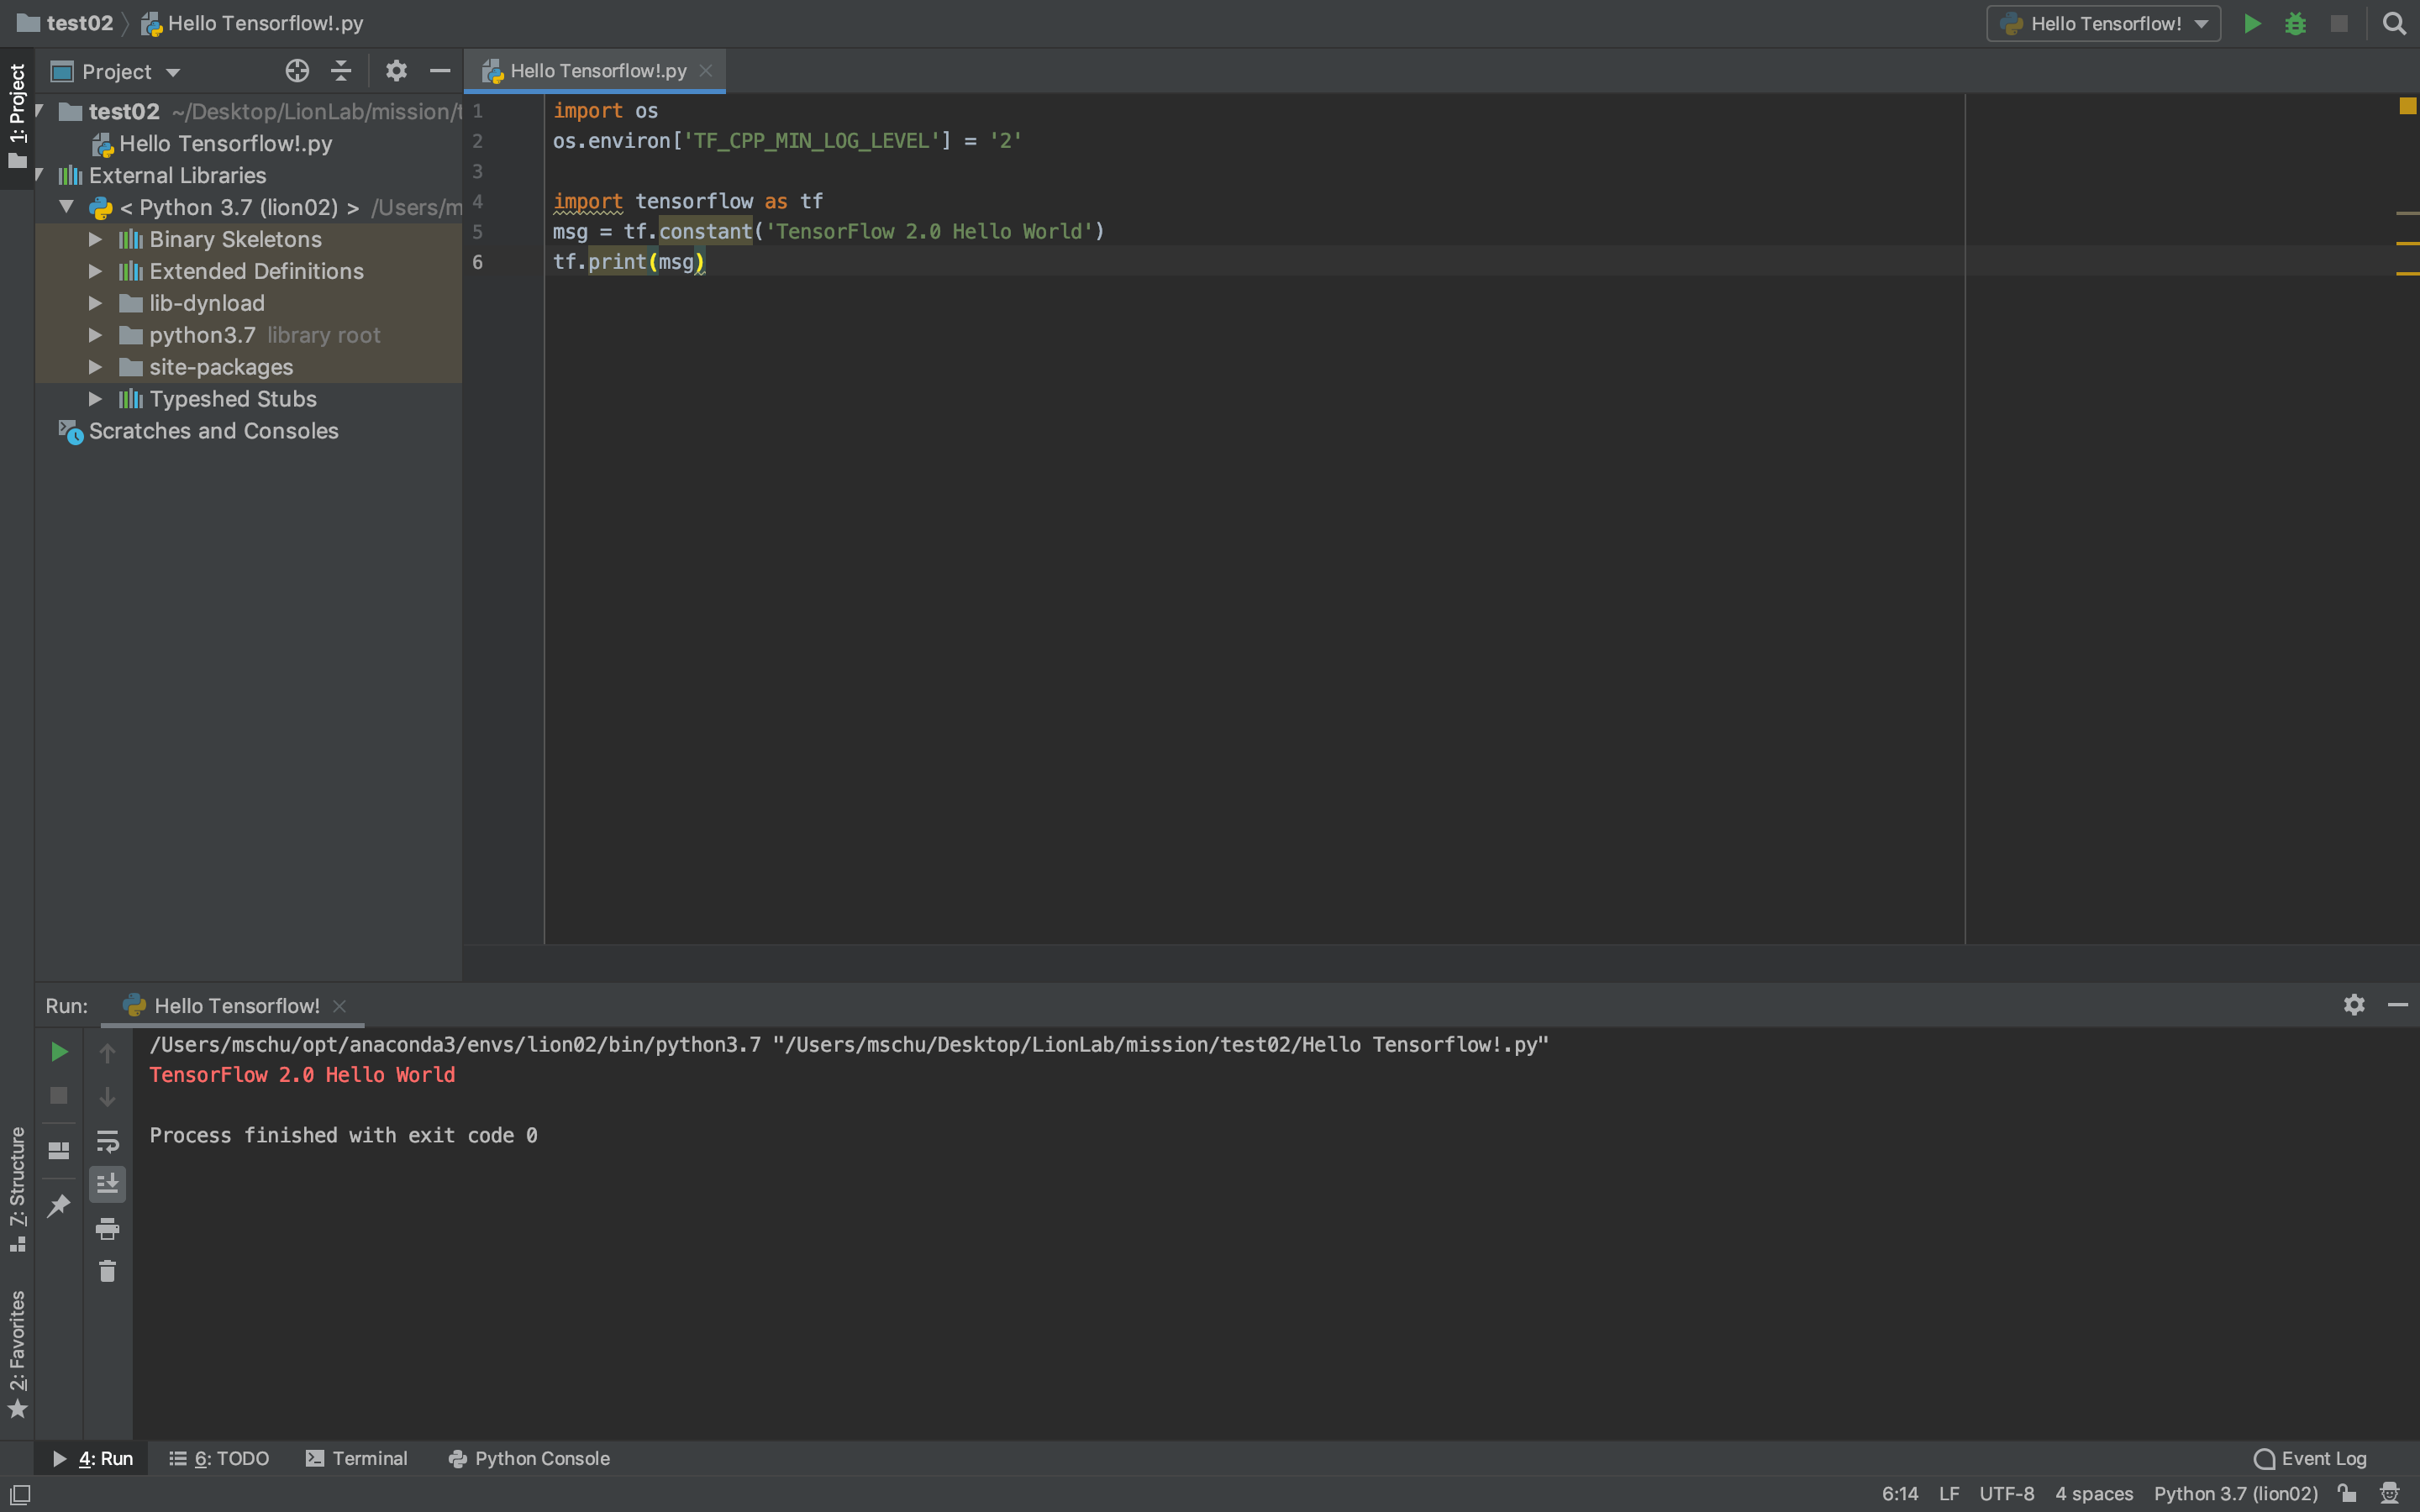 test02 Hello Tensorflow!.py
Hello Tensorflow!
1: Project
Project
Hello Tensorflow!.py
test02 ~/Desktop/LionLab/mission/t
Hello Tensorflow!.py
External Libraries
< Python 3.7 (lion02) > /Users/m
Binary Skeletons
Extended Definitions
lib-dynload
python3.7 library root
site-packages
Typeshed Stubs
Scratches and Consoles
1 import os
2 os.environ['TF_CPP_MIN_LOG_LEVEL'] = '2'
3
4 import tensorflow as tf
5 msg = tf.constant('TensorFlow 2.0 Hello World')
6 tf.print(msg)
Run: Hello Tensorflow!
/Users/mschu/opt/anaconda3/envs/lion02/bin/python3.7 "/Users/mschu/Desktop/LionLab/mission/test02/Hello Tensorflow!.py"
TensorFlow 2.0 Hello World
Process finished with exit code 0
7: Structure
2: Favorites
4: Run 6: TODO Terminal Python Console Event Log
6:14 LF UTF-8 4 spaces Python 3.7 (lion02)